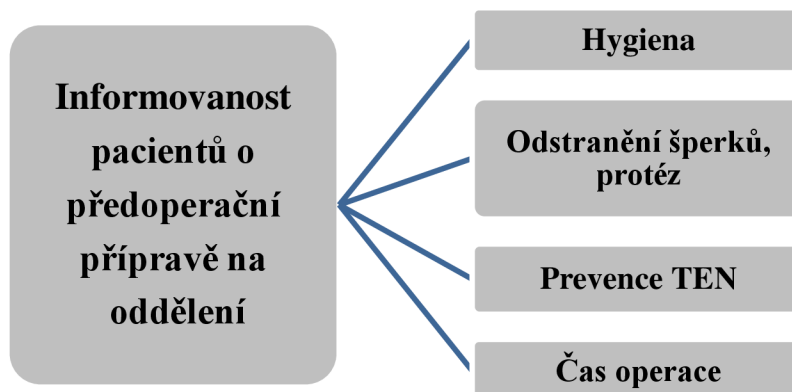 Informovanost
pacientů o
předoperační
přípravě na
oddělení
Hygiena
Odstranění šperků,
protéz
Prevence TEN
Čas operace